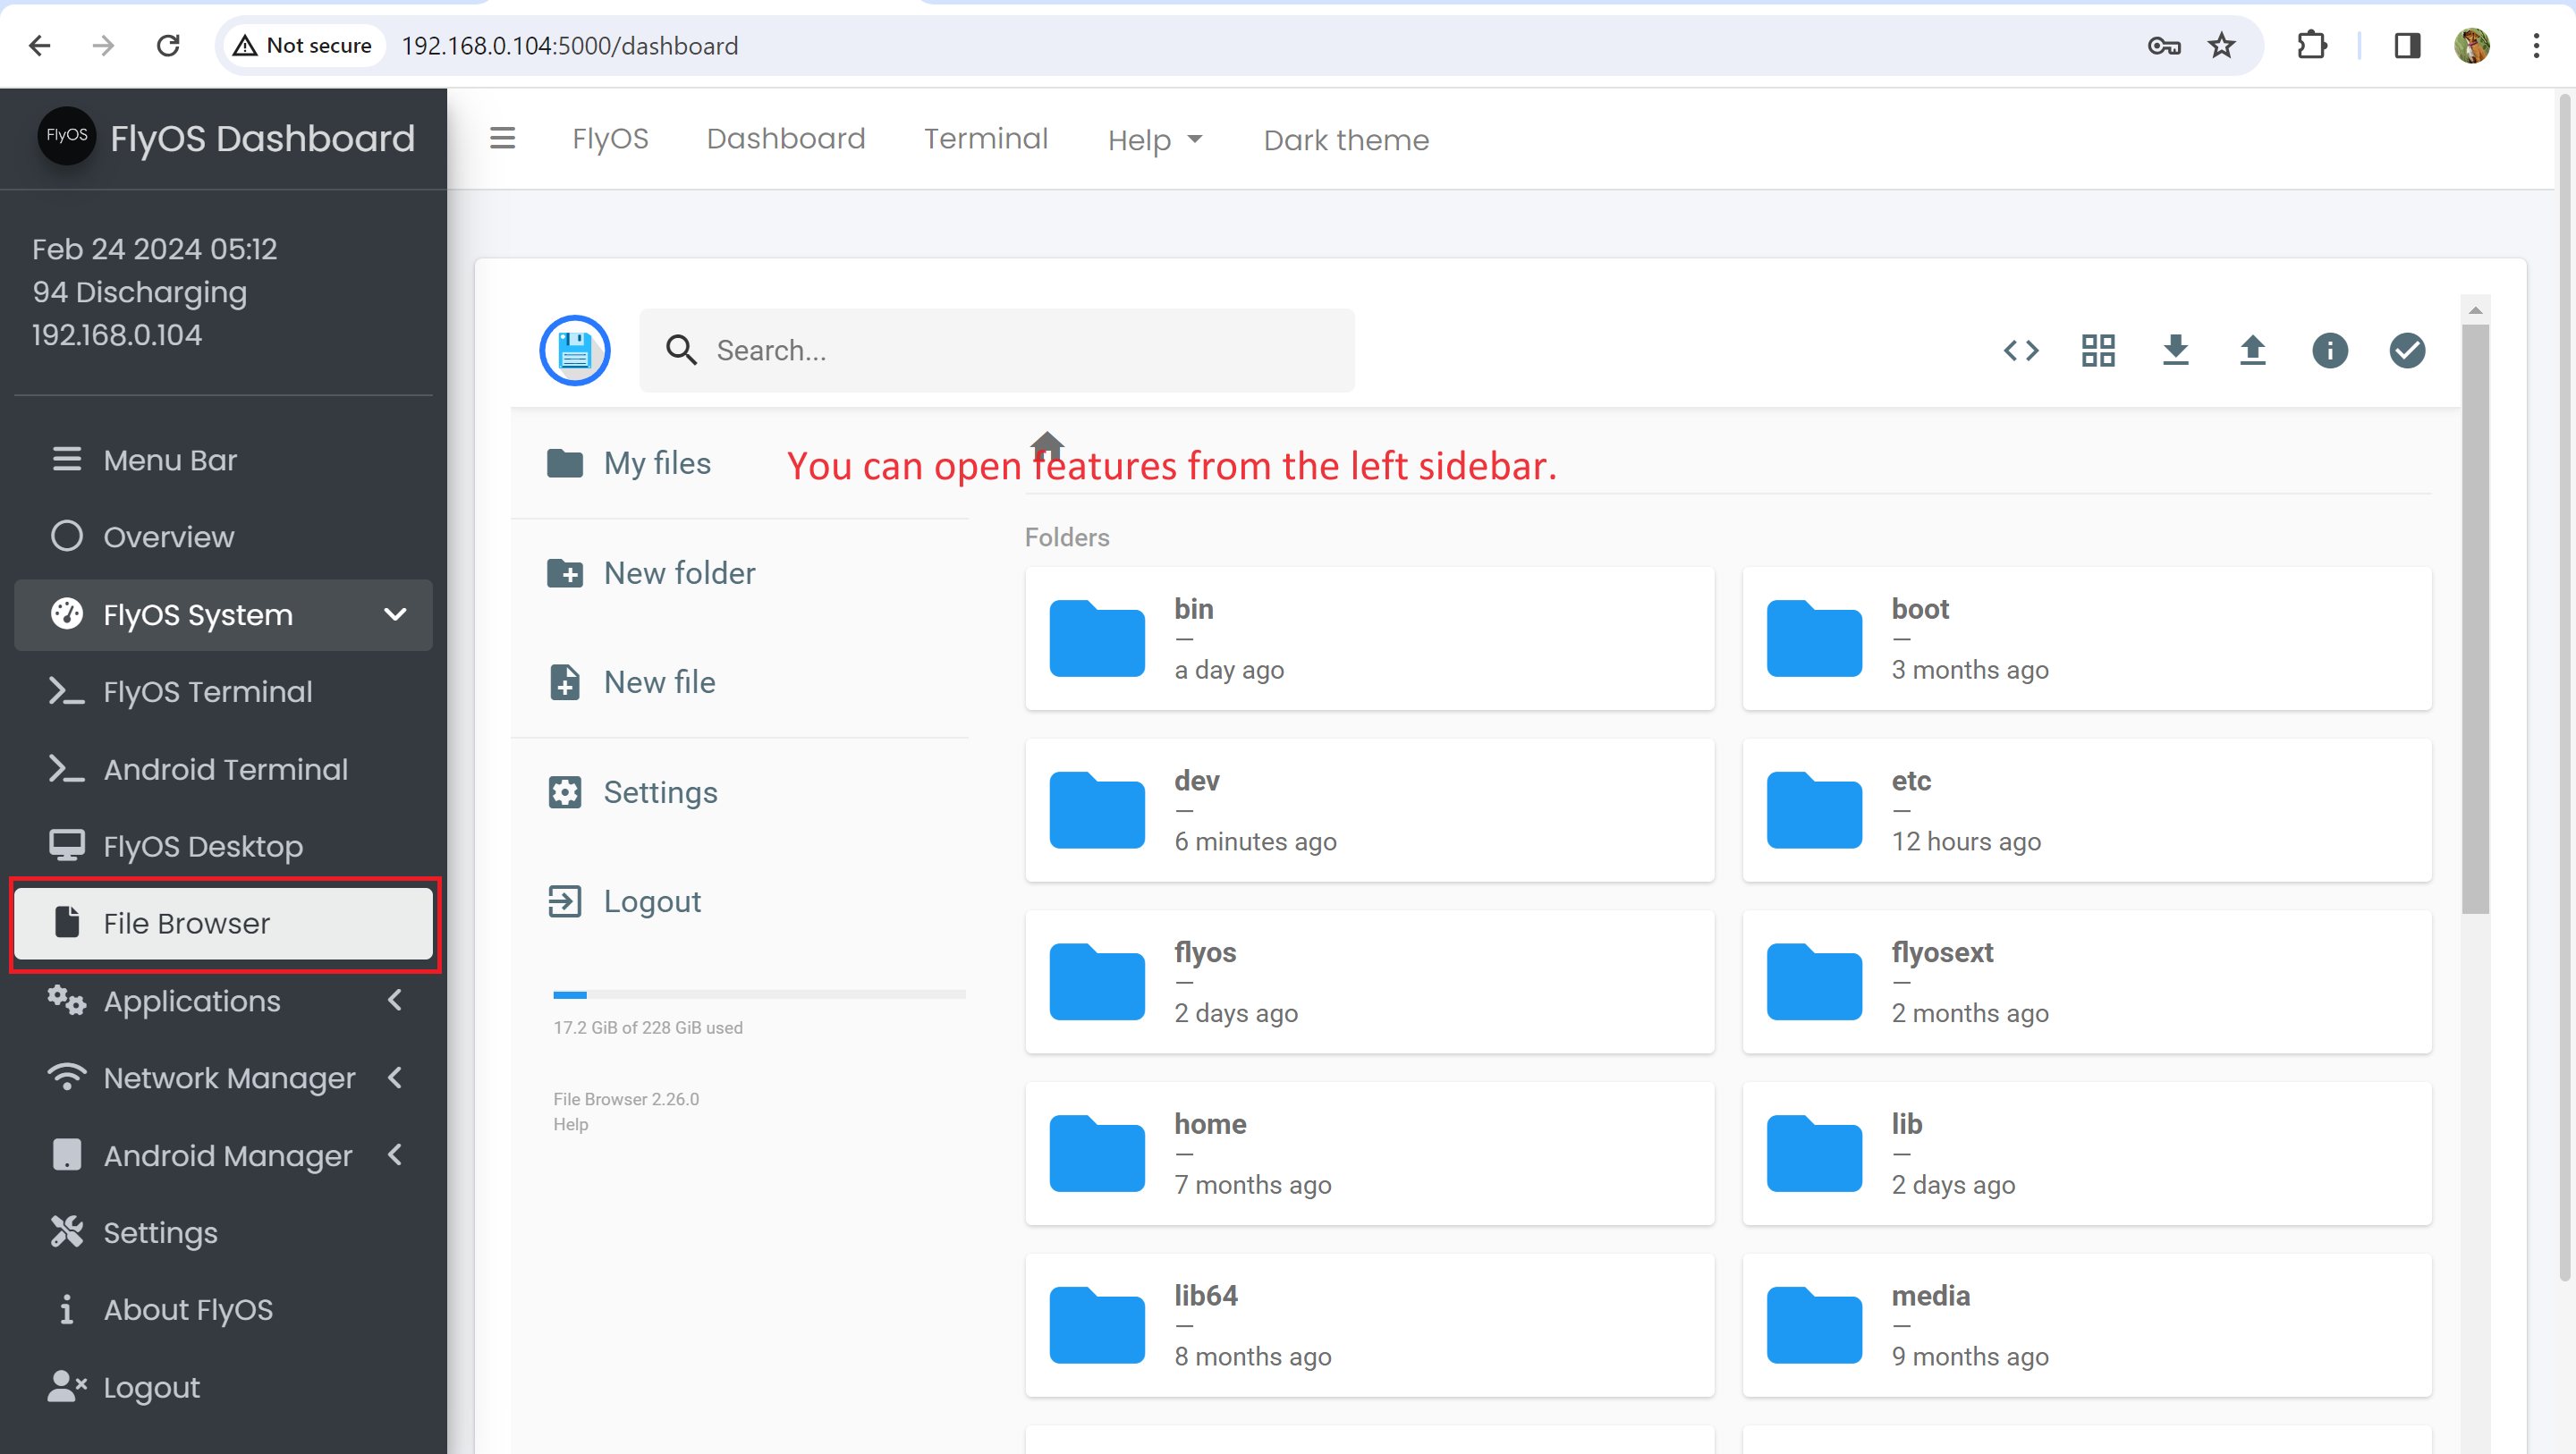 Not secure 192.168.0.104:5000/dashboard
FlyOS FlyOS Dashboard
FlyOS Dashboard Terminal Help Dark theme
Feb 24 2024 05:12
94 Discharging
192.168.0.104
Menu Bar
Overview
FlyOS System
FlyOS Terminal
Android Terminal
FlyOS Desktop
File Browser
Applications
Network Manager
Android Manager
Settings
About FlyOS
Logout
Search...
My files
You can open features from the left sidebar.
New folder
New file
Settings
Logout
17.2 GiB of 228 GiB used
File Browser 2.26.0
Help
Folders
bin
—
a day ago
boot
—
3 months ago
dev
—
6 minutes ago
etc
—
12 hours ago
flyos
—
2 days ago
flyosext
—
2 months ago
home
—
7 months ago
lib
—
2 days ago
lib64
—
8 months ago
media
—
9 months ago